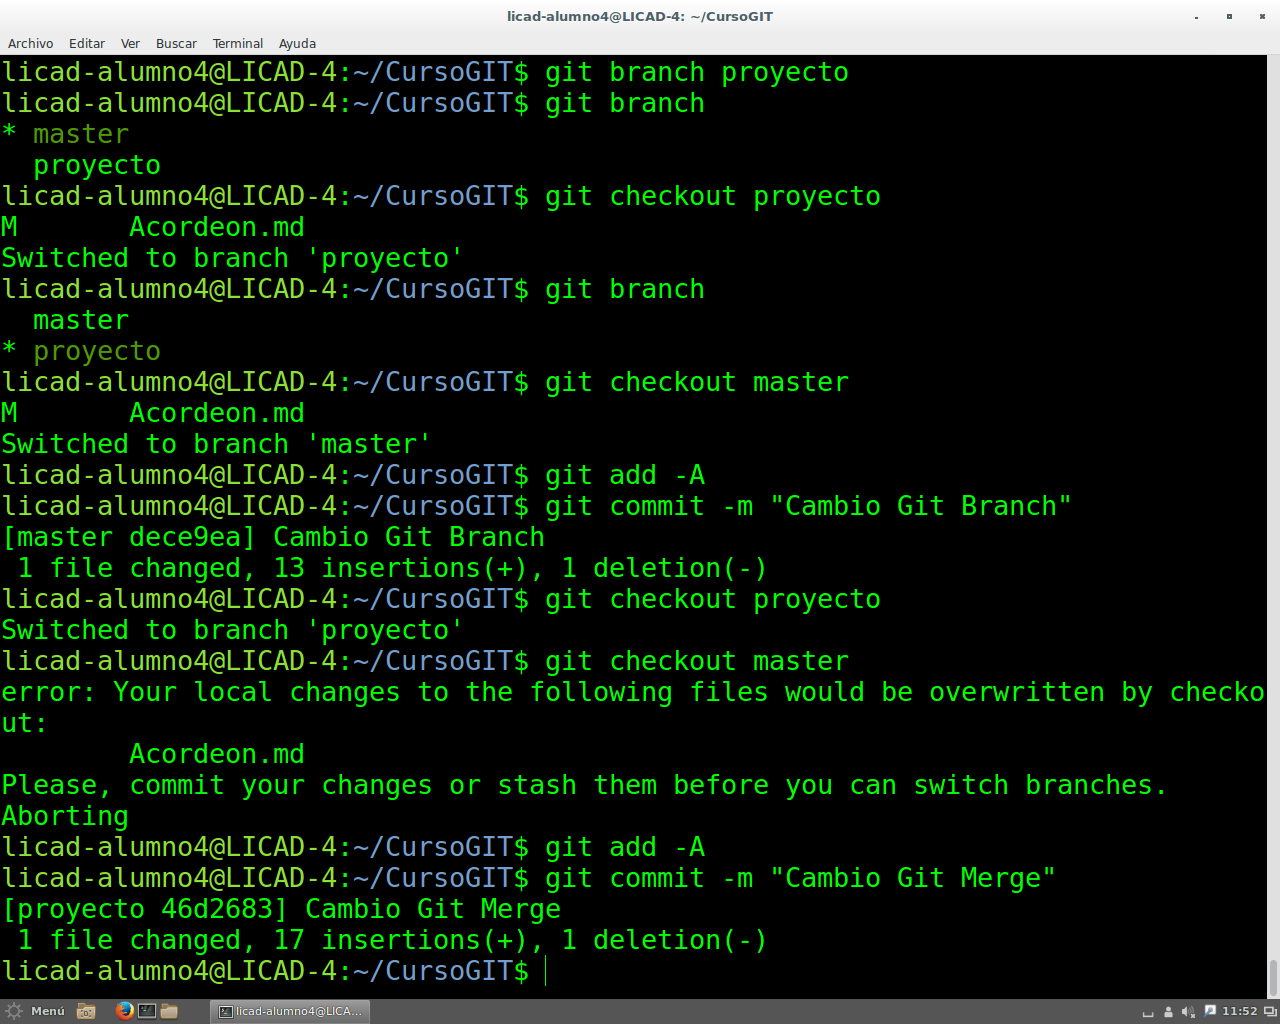 licad-alumno4@LICAD-4: ~/CursoGIT
Archivo Editar Ver Buscar Terminal Ayuda
licad-alumno4@LICAD-4:~/CursoGIT$ git branch proyecto
licad-alumno4@LICAD-4:~/CursoGIT$ git branch
* master
  proyecto
licad-alumno4@LICAD-4:~/CursoGIT$ git checkout proyecto
M       Acordeon.md
Switched to branch 'proyecto'
licad-alumno4@LICAD-4:~/CursoGIT$ git branch
  master
* proyecto
licad-alumno4@LICAD-4:~/CursoGIT$ git checkout master
M       Acordeon.md
Switched to branch 'master'
licad-alumno4@LICAD-4:~/CursoGIT$ git add -A
licad-alumno4@LICAD-4:~/CursoGIT$ git commit -m "Cambio Git Branch"
[master dece9ea] Cambio Git Branch
 1 file changed, 13 insertions(+), 1 deletion(-)
licad-alumno4@LICAD-4:~/CursoGIT$ git checkout proyecto
Switched to branch 'proyecto'
licad-alumno4@LICAD-4:~/CursoGIT$ git checkout master
error: Your local changes to the following files would be overwritten by checko
ut:
        Acordeon.md
Please, commit your changes or stash them before you can switch branches.
Aborting
licad-alumno4@LICAD-4:~/CursoGIT$ git add -A
licad-alumno4@LICAD-4:~/CursoGIT$ git commit -m "Cambio Git Merge"
[proyecto 46d2683] Cambio Git Merge
 1 file changed, 17 insertions(+), 1 deletion(-)
licad-alumno4@LICAD-4:~/CursoGIT$
Menú licad-alumno4@LICA... 11:52